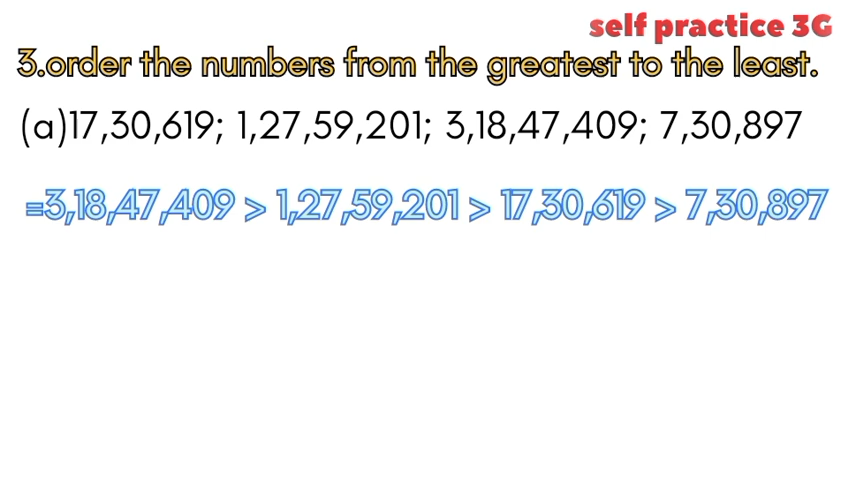 self practice 3G
3.order the numbers from the greatest to the least.
(a)17,30,619; 1,27,59,201; 3,18,47,409; 7,30,897
=3,18,47,409 > 1,27,59,201 > 17,30,619 > 7,30,897